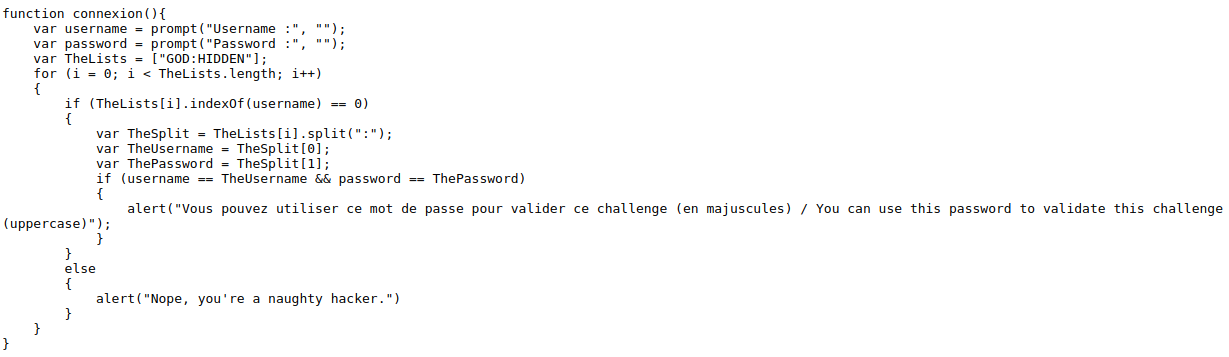 function connexion(){
    var username = prompt("Username :", "");
    var password = prompt("Password :", "");
    var TheLists = ["GOD:HIDDEN"];
    for (i = 0; i < TheLists.length; i++)
    {
        if (TheLists[i].indexOf(username) == 0)
        {
            var TheSplit = TheLists[i].split(":");
            var TheUsername = TheSplit[0];
            var ThePassword = TheSplit[1];
            if (username == TheUsername && password == ThePassword)
            {
                alert("Vous pouvez utiliser ce mot de passe pour valider ce challenge (en majuscules) / You can use this password to validate this challenge
(uppercase)");
            }
        }
        else
        {
            alert("Nope, you're a naughty hacker.")
        }
    }
}